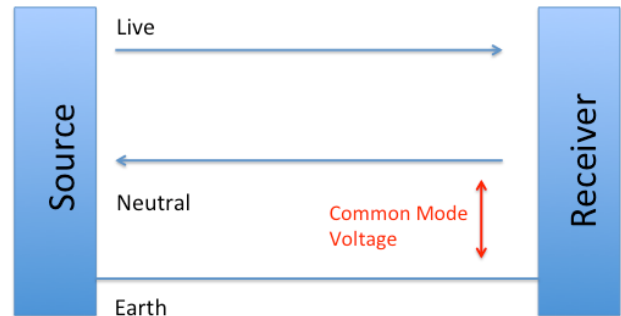 Live
Source
Receiver
Neutral
Common Mode
Voltage
Earth